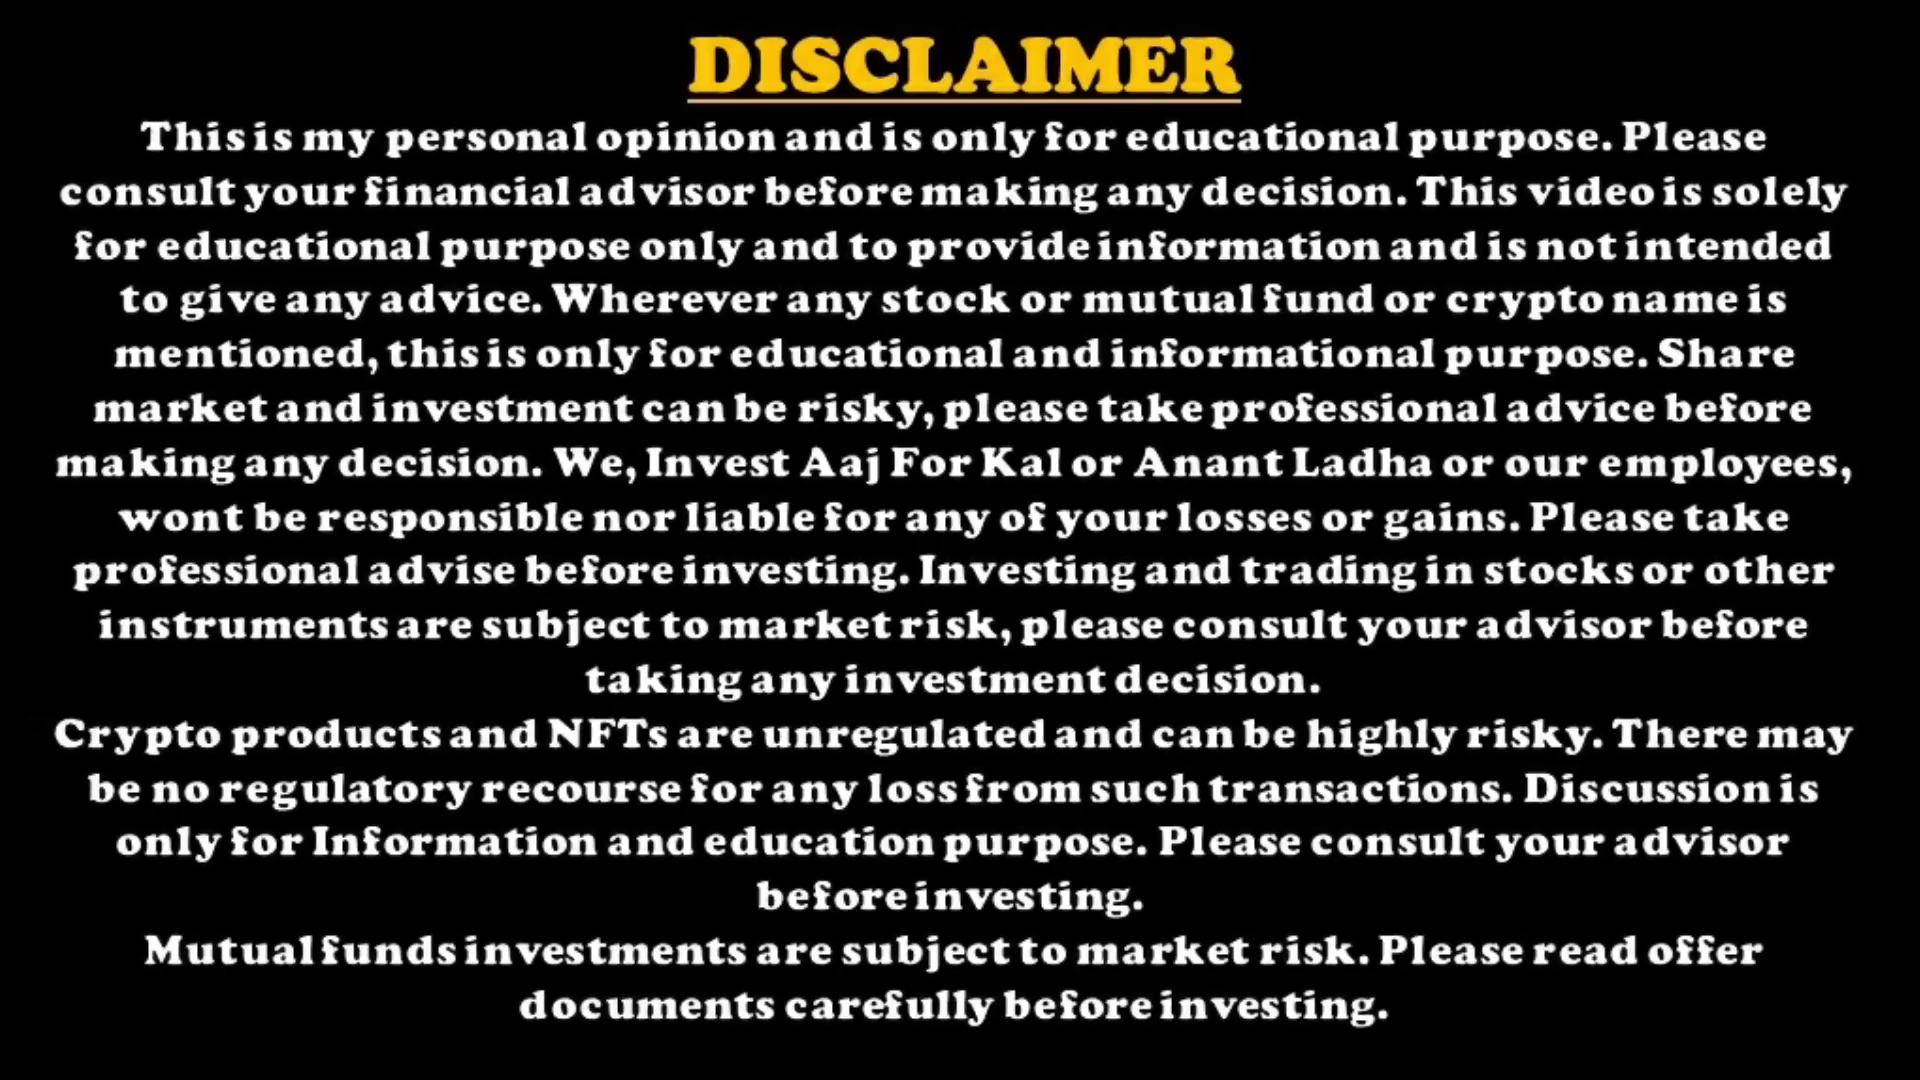 DISCLAIMER
This is my personal opinion and is only for educational purpose. Please
consult your financial advisor before making any decision. This video is solely
for educational purpose only and to provide information and is not intended
to give any advice. Wherever any stock or mutual fund or crypto name is
mentioned, this is only for educational and informational purpose. Share
market and investment can be risky, please take professional advice before
making any decision. We, Invest Aaj For Kal or Anant Ladha or our employees,
wont be responsible nor liable for any of your losses or gains. Please take
professional advise before investing. Investing and trading in stocks or other
instruments are subject to market risk, please consult your advisor before
taking any investment decision.
Crypto products and NFTs are unregulated and can be highly risky. There may
be no regulatory recourse for any loss from such transactions. Discussion is
only for Information and education purpose. Please consult your advisor
before investing.
Mutual funds investments are subject to market risk. Please read offer
documents carefully before investing.